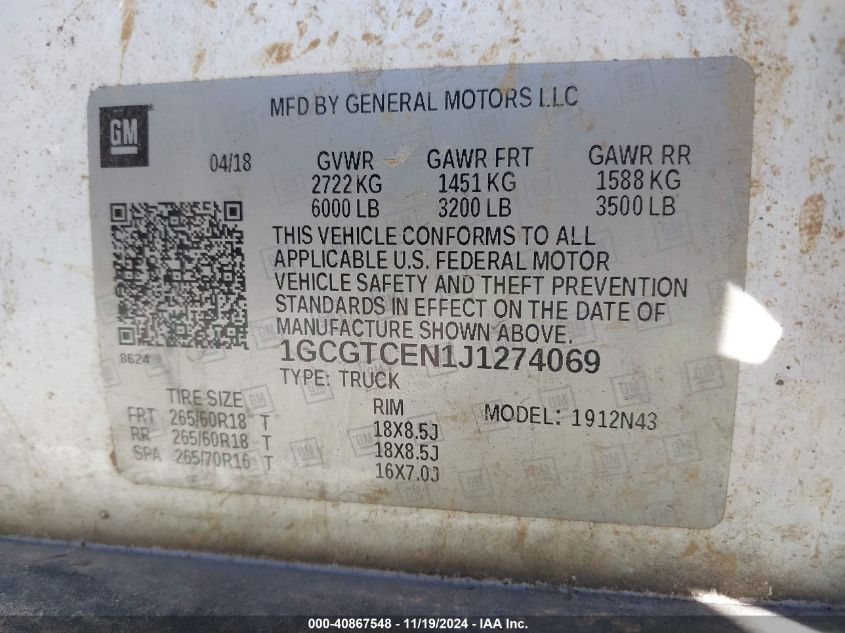 MFD BY GENERAL MOTORS LLC
GM
04/18 GVWR GAWR FRT GAWR RR
2722 KG 1451 KG 1588 KG
6000 LB 3200 LB 3500 LB
THIS VEHICLE CONFORMS TO ALL
APPLICABLE U.S. FEDERAL MOTOR
VEHICLE SAFETY AND THEFT PREVENTION
STANDARDS IN EFFECT ON THE DATE OF
MANUFACTURE SHOWN ABOVE.
8624
1GCGTCEN1J1274069
TYPE: TRUCK
TIRE SIZE RIM MODEL: 1912N43
FRT 265/60R18 T 18X8.5J
RR 265/60R18 T 18X8.5J
SPA 265/70R16 T 16X7.0J
000-40867548 - 11/19/2024 - IAA Inc.